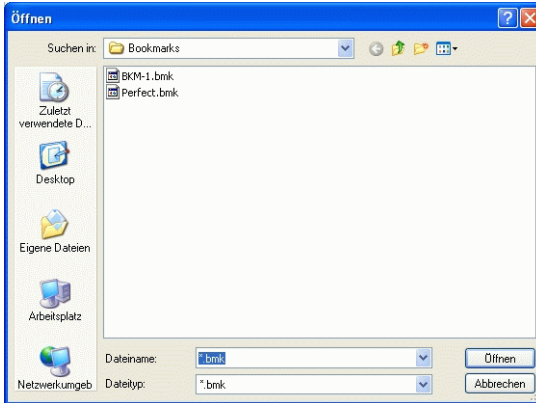 Öffnen
Suchen in: Bookmarks
BKM-1.bmk
Perfect.bmk
Zuletzt
verwendete D...
Desktop
Eigene Dateien
Arbeitsplatz
Netzwerkumgeb
Dateiname: *.bmk Öffnen
Dateityp: *.bmk Abbrechen